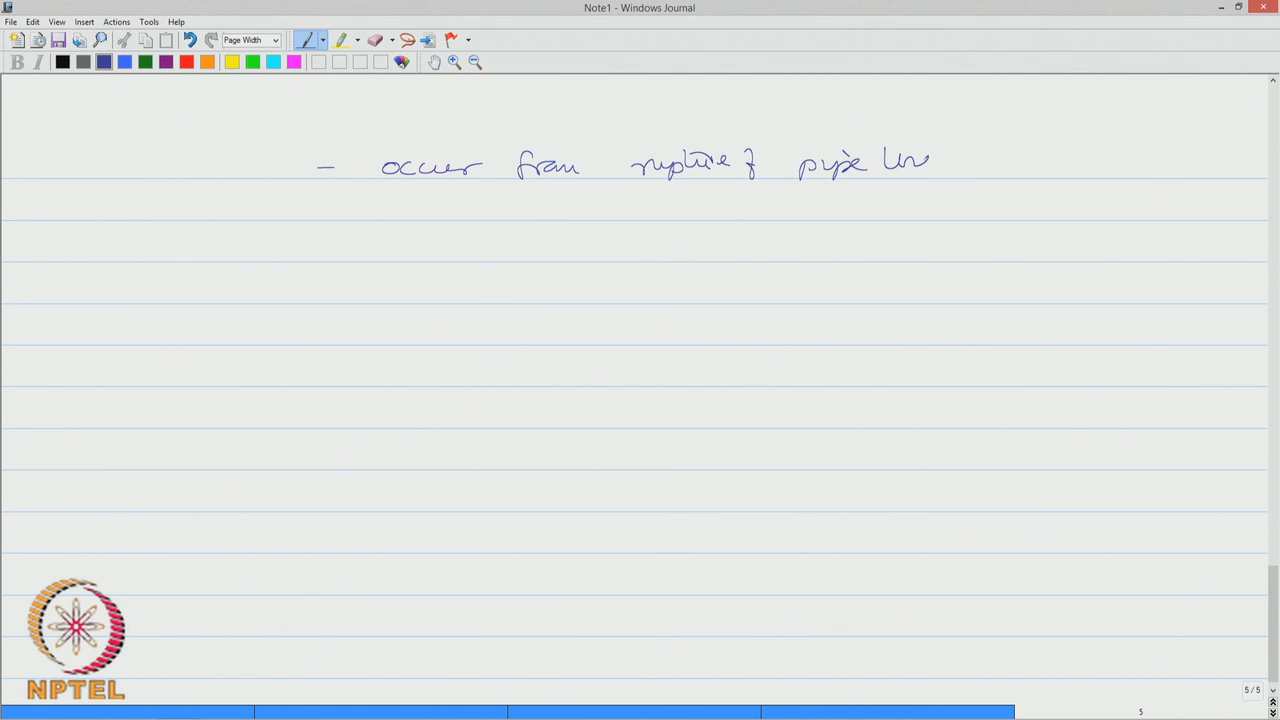 Note1 - Windows Journal
File Edit View Insert Actions Tools Help
Page Width
B I
- occur from rupture of pipe line
NPTEL
5 / 5
5